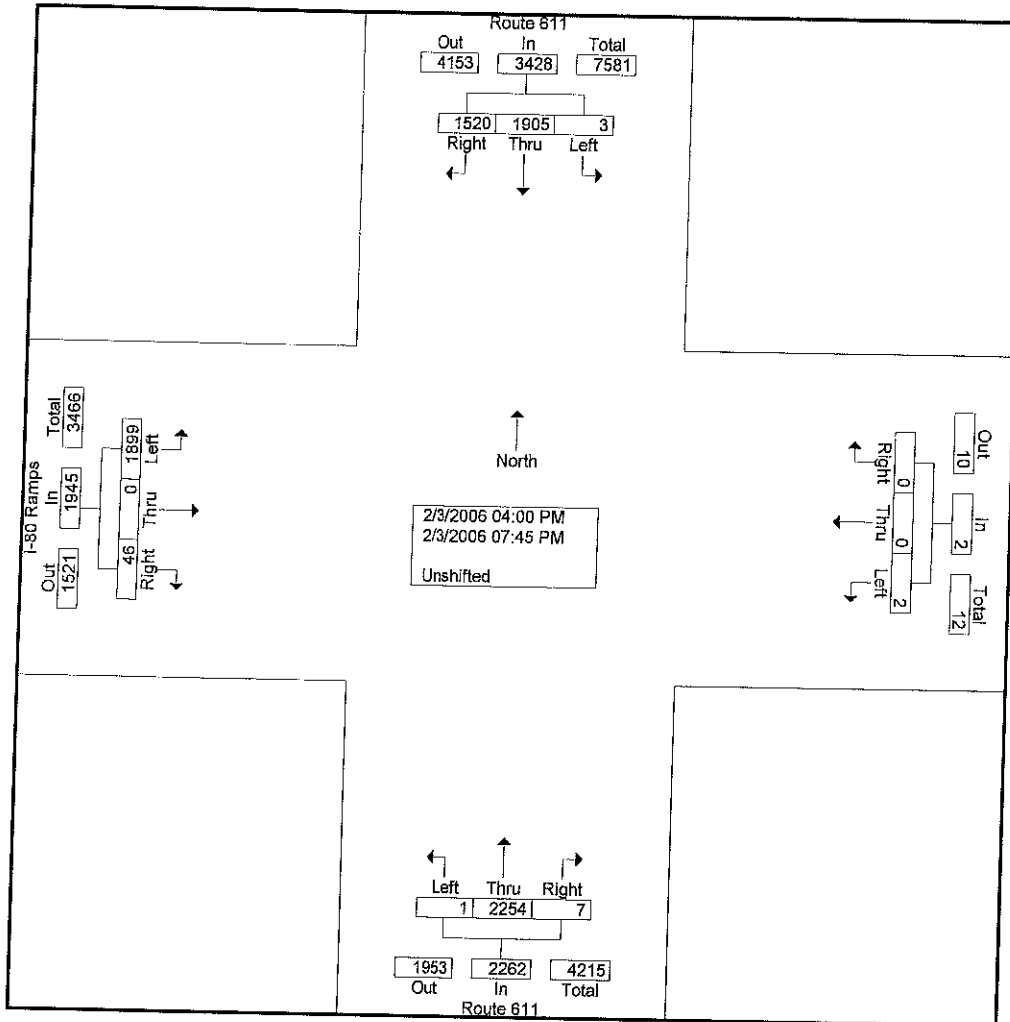 Route 611
Out In Total
4153 3428 7581
1520 1905 3
Right Thru Left
I-80 Ramps
Total In Out
3466 1945 1521
1899 0 46
Left Thru Right
North
2/3/2006 04:00 PM
2/3/2006 07:45 PM
Unshifted
Right Thru Left
0 0 2
Out In Total
10 2 12
Left Thru Right
1 2254 7
1953 2262 4215
Out In Total
Route 611